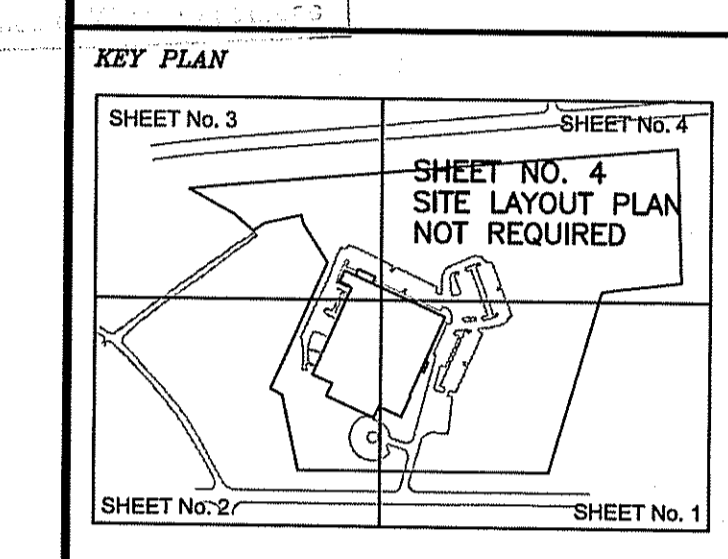 KEY PLAN
SHEET No. 3
SHEET No. 4
SHEET NO. 4
SITE LAYOUT PLAN
NOT REQUIRED
SHEET No. 2
SHEET No. 1